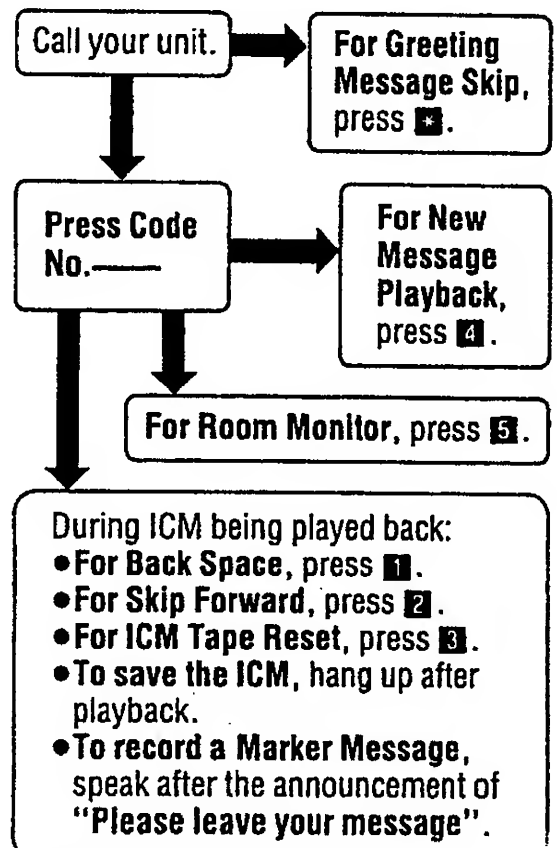 Call your unit.
For Greeting
Message Skip,
press *.
Press Code
No.——
For New
Message
Playback,
press 4.
For Room Monitor, press 5.
During ICM being played back:
●For Back Space, press 1.
●For Skip Forward, press 2.
●For ICM Tape Reset, press 3.
●To save the ICM, hang up after
playback.
●To record a Marker Message,
speak after the announcement of
"Please leave your message".